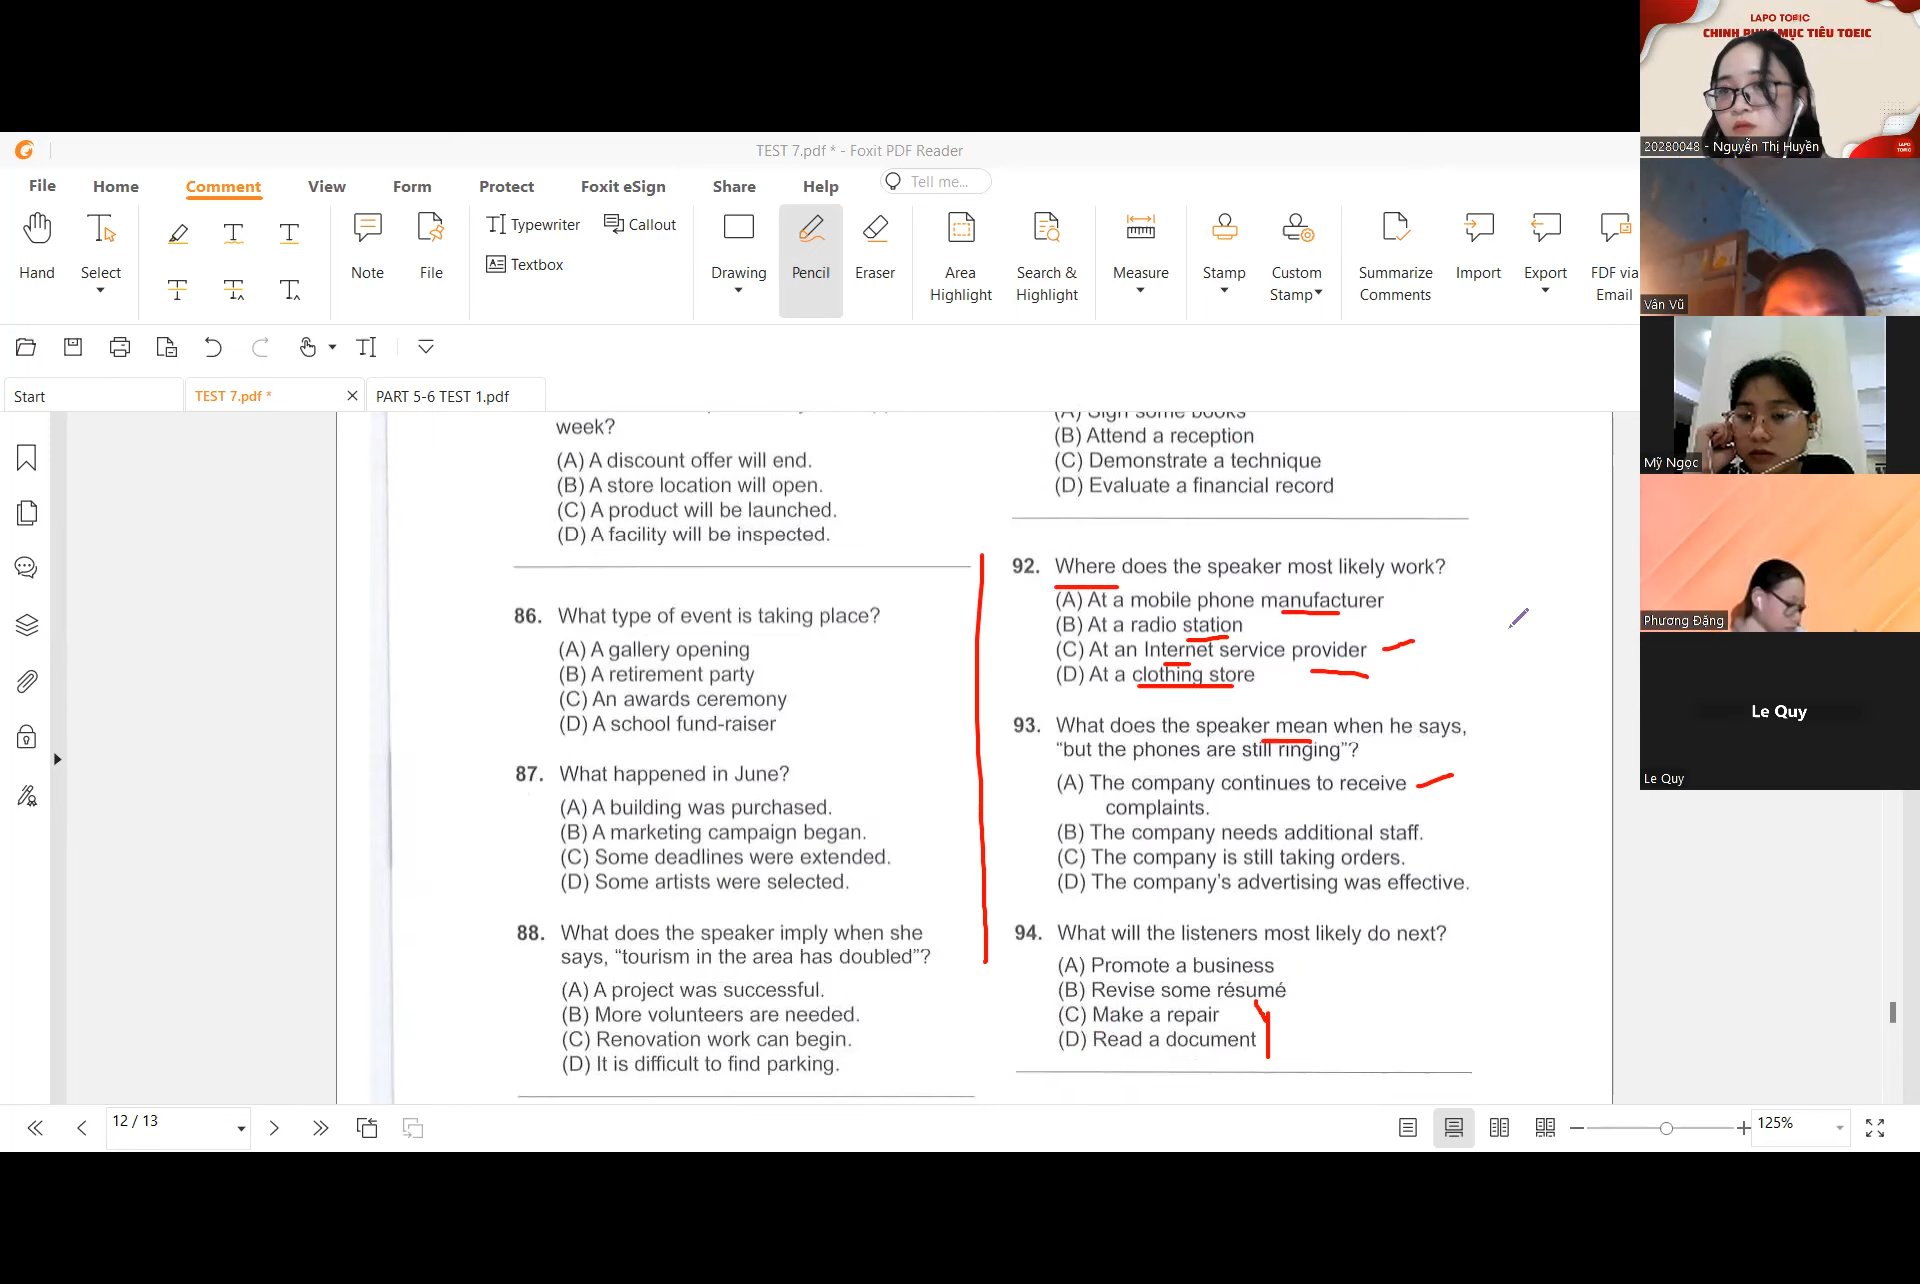 TEST 7.pdf * - Foxit PDF Reader
File Home Comment View Form Protect Foxit eSign Share Help Tell me...
Hand
Select
Note
File
Typewriter
Callout
Textbox
Drawing
Pencil
Eraser
Area
Highlight
Search &
Highlight
Measure
Stamp
Custom
Stamp
Summarize
Comments
Import
Export
FDF via
Email
Start
TEST 7.pdf *
PART 5-6 TEST 1.pdf
week?
(A) A discount offer will end.
(B) A store location will open.
(C) A product will be launched.
(D) A facility will be inspected.
86. What type of event is taking place?
(A) A gallery opening
(B) A retirement party
(C) An awards ceremony
(D) A school fund-raiser
87. What happened in June?
(A) A building was purchased.
(B) A marketing campaign began.
(C) Some deadlines were extended.
(D) Some artists were selected.
88. What does the speaker imply when she
says, “tourism in the area has doubled”?
(A) A project was successful.
(B) More volunteers are needed.
(C) Renovation work can begin.
(D) It is difficult to find parking.
(A) Sign some books
(B) Attend a reception
(C) Demonstrate a technique
(D) Evaluate a financial record
92. Where does the speaker most likely work?
(A) At a mobile phone manufacturer
(B) At a radio station
(C) At an Internet service provider
(D) At a clothing store
93. What does the speaker mean when he says,
“but the phones are still ringing”?
(A) The company continues to receive
complaints.
(B) The company needs additional staff.
(C) The company is still taking orders.
(D) The company’s advertising was effective.
94. What will the listeners most likely do next?
(A) Promote a business
(B) Revise some résumé
(C) Make a repair
(D) Read a document
12 / 13
125%
LAPO TOEIC
CHINH PHỤC MỤC TIÊU TOEIC
20280048 - Nguyễn Thị Huyền
Vân Vũ
Mỹ Ngọc
Phương Đặng
Le Quy
Le Quy